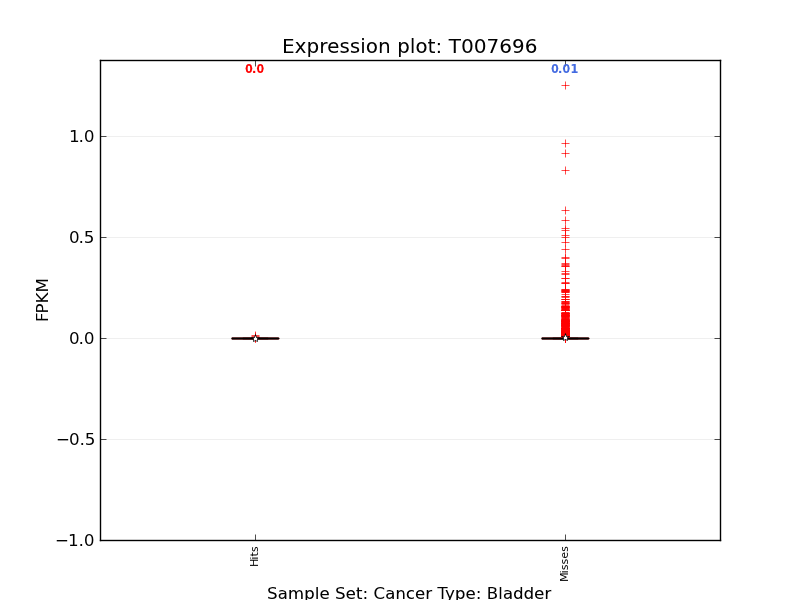 Expression plot: T007696
0.0
0.01
1.0
0.5
0.0
−0.5
−1.0
FPKM
Hits
Misses
Sample Set: Cancer Type: Bladder